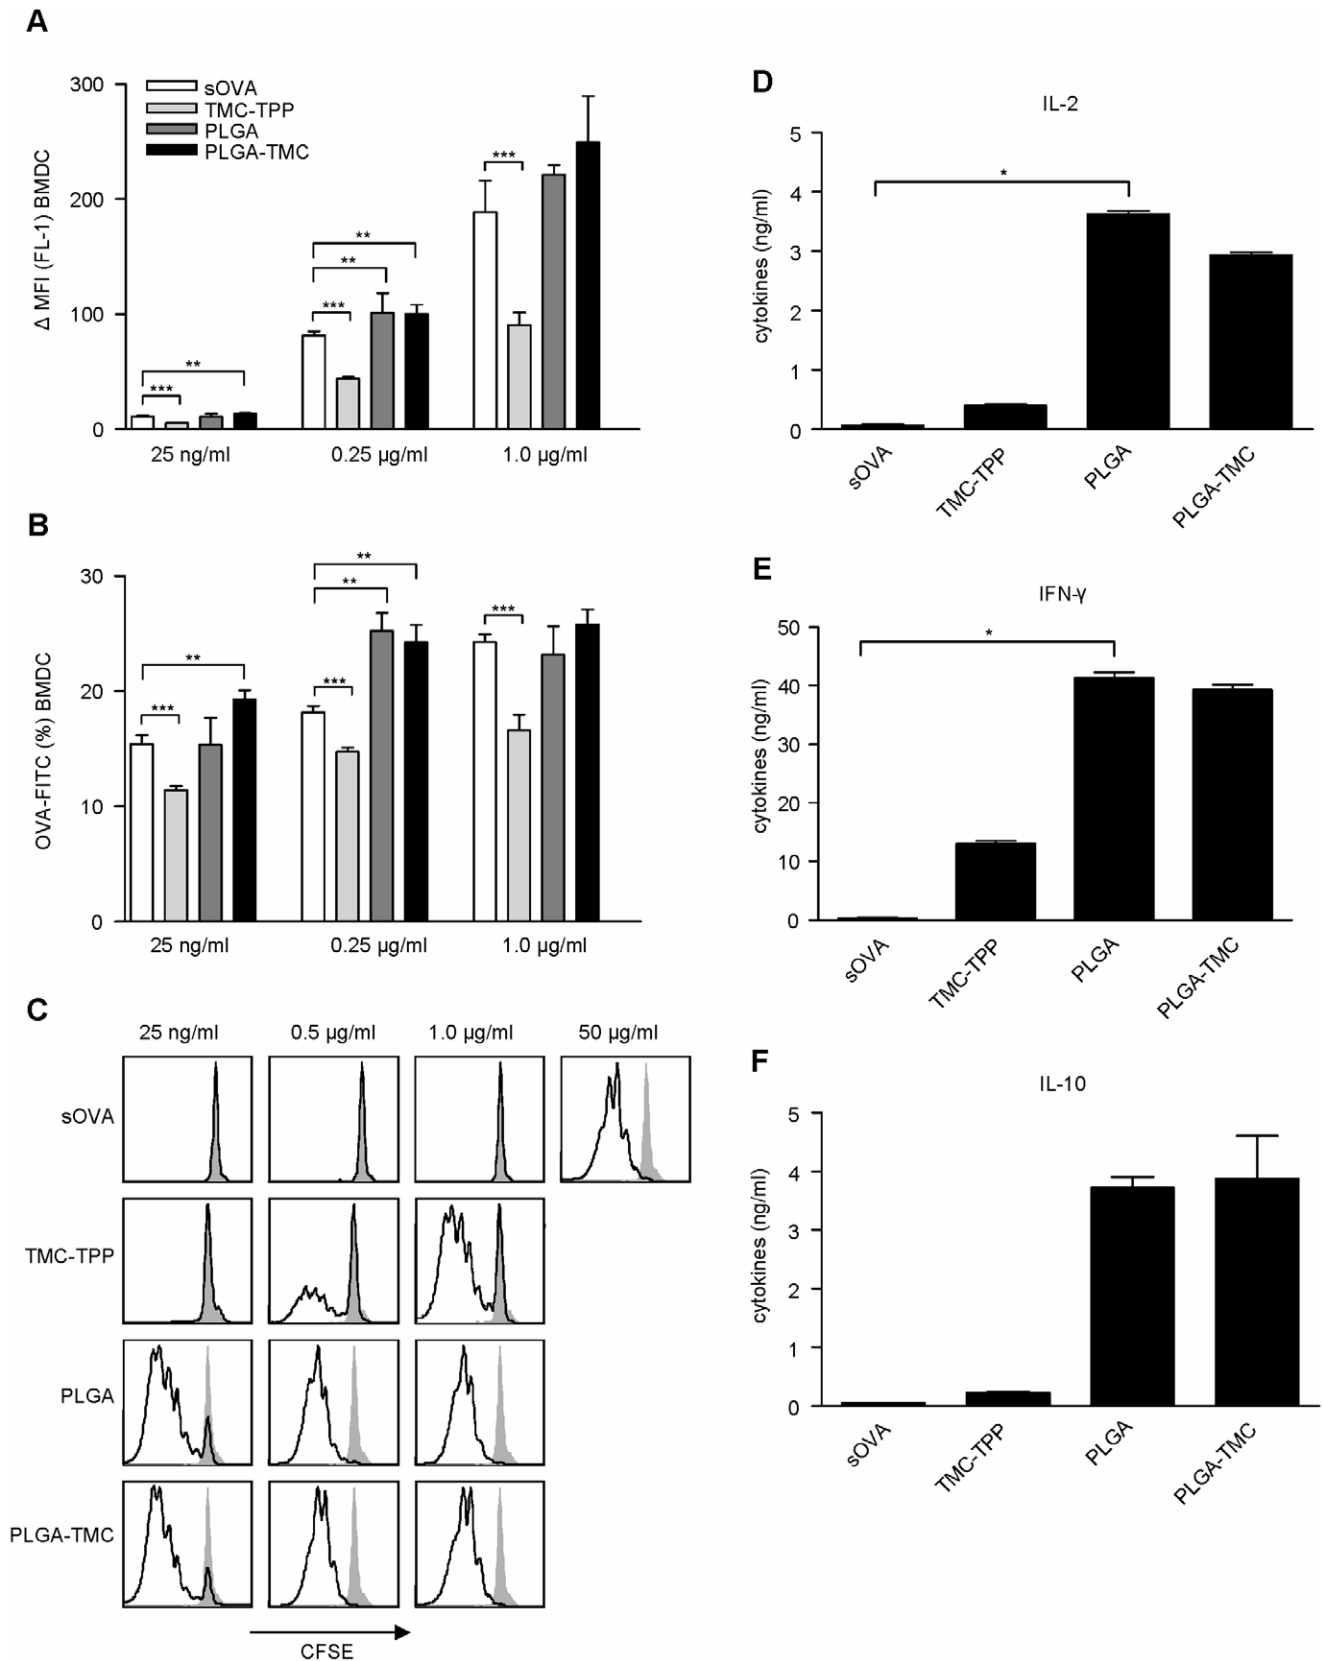 A
300
200
100
0
Δ MFI (FL-1) BMDC
sOVA
TMC-TPP
PLGA
PLGA-TMC
***
**
***
**
**
***
25 ng/ml 0.25 µg/ml 1.0 µg/ml
B
30
20
10
0
OVA-FITC (%) BMDC
***
**
***
**
**
***
25 ng/ml 0.25 µg/ml 1.0 µg/ml
C
25 ng/ml 0.5 µg/ml 1.0 µg/ml 50 µg/ml
sOVA
TMC-TPP
PLGA
PLGA-TMC
CFSE
D
IL-2
5
4
3
2
1
0
cytokines (ng/ml)
*
sOVA
TMC-TPP
PLGA
PLGA-TMC
E
IFN-γ
50
40
30
20
10
0
cytokines (ng/ml)
*
sOVA
TMC-TPP
PLGA
PLGA-TMC
F
IL-10
5
4
3
2
1
0
cytokines (ng/ml)
sOVA
TMC-TPP
PLGA
PLGA-TMC